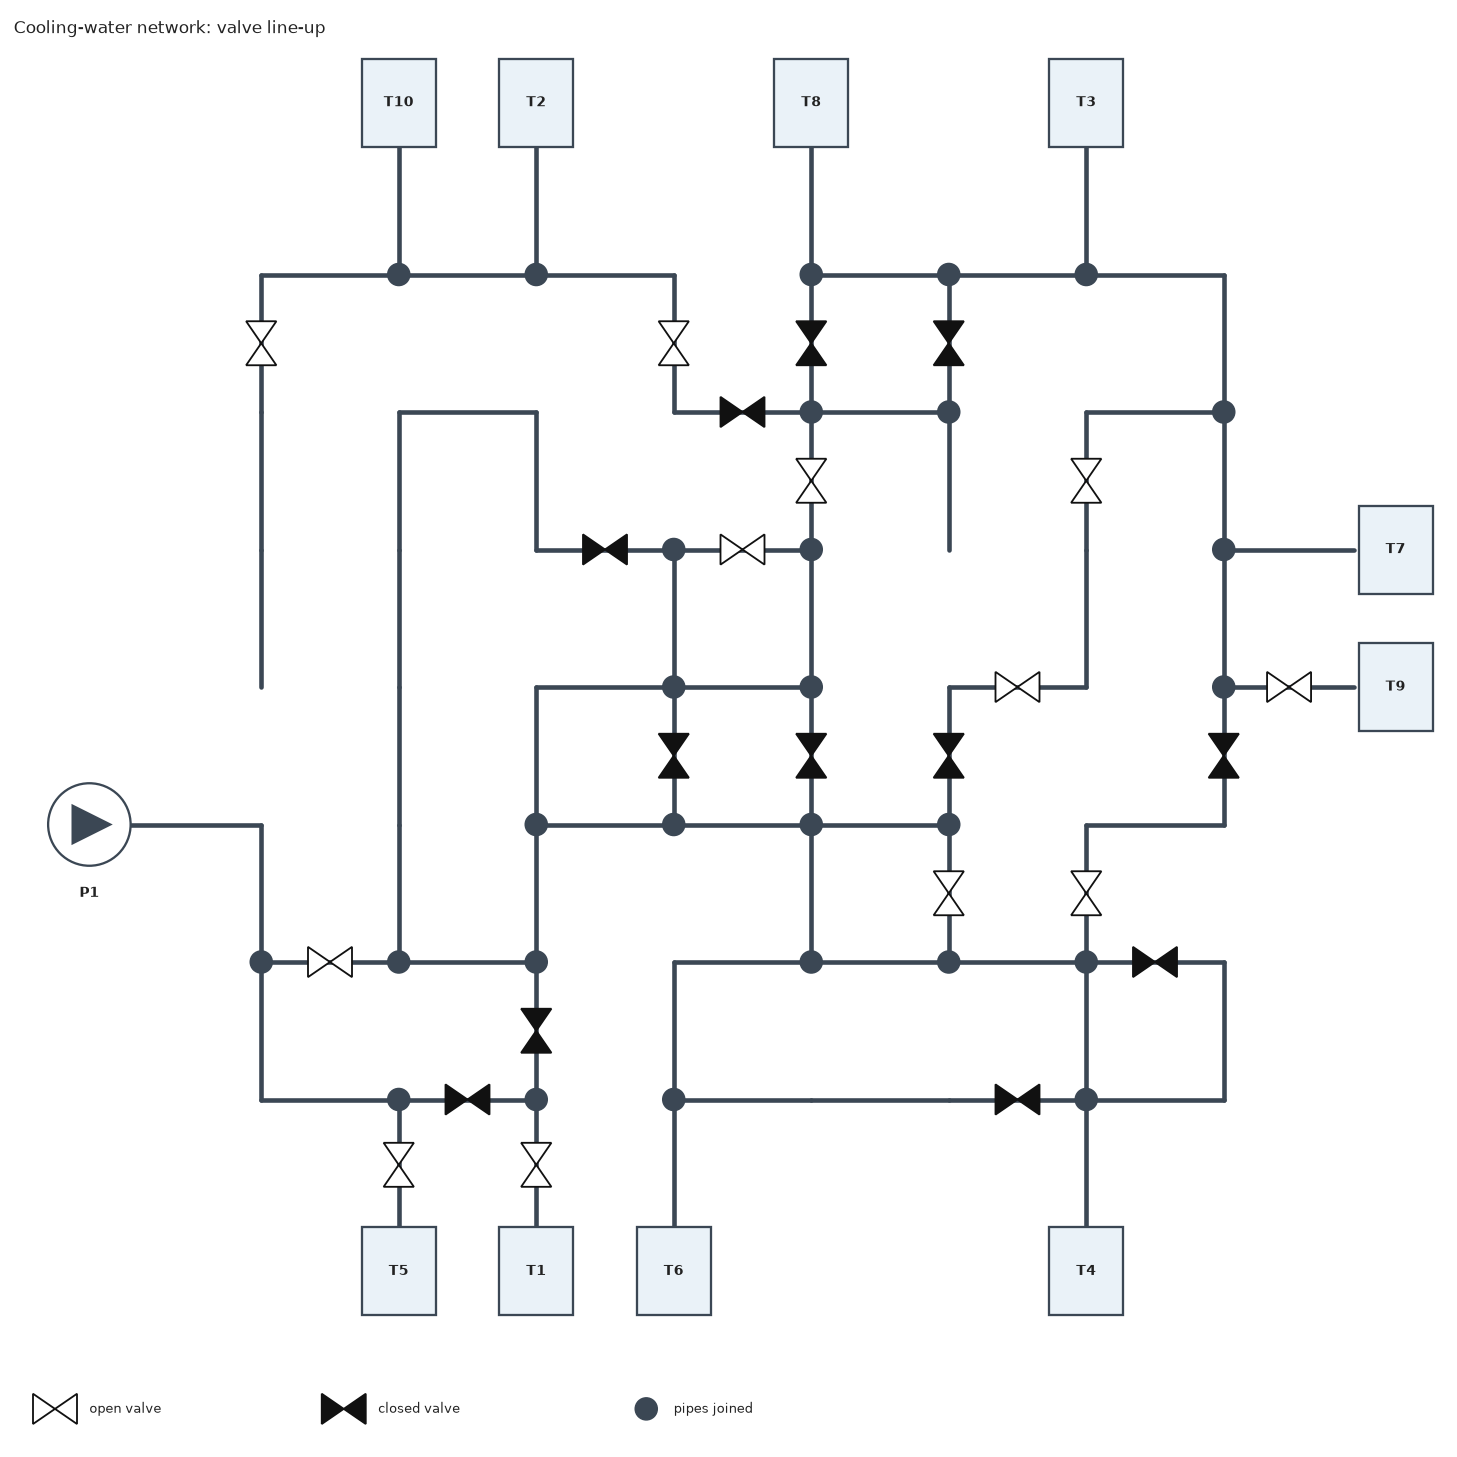 Cooling-water network: valve line-up
T10
T2
T8
T3
T7
T9
P1
T5
T1
T6
T4
open valve
closed valve
pipes joined